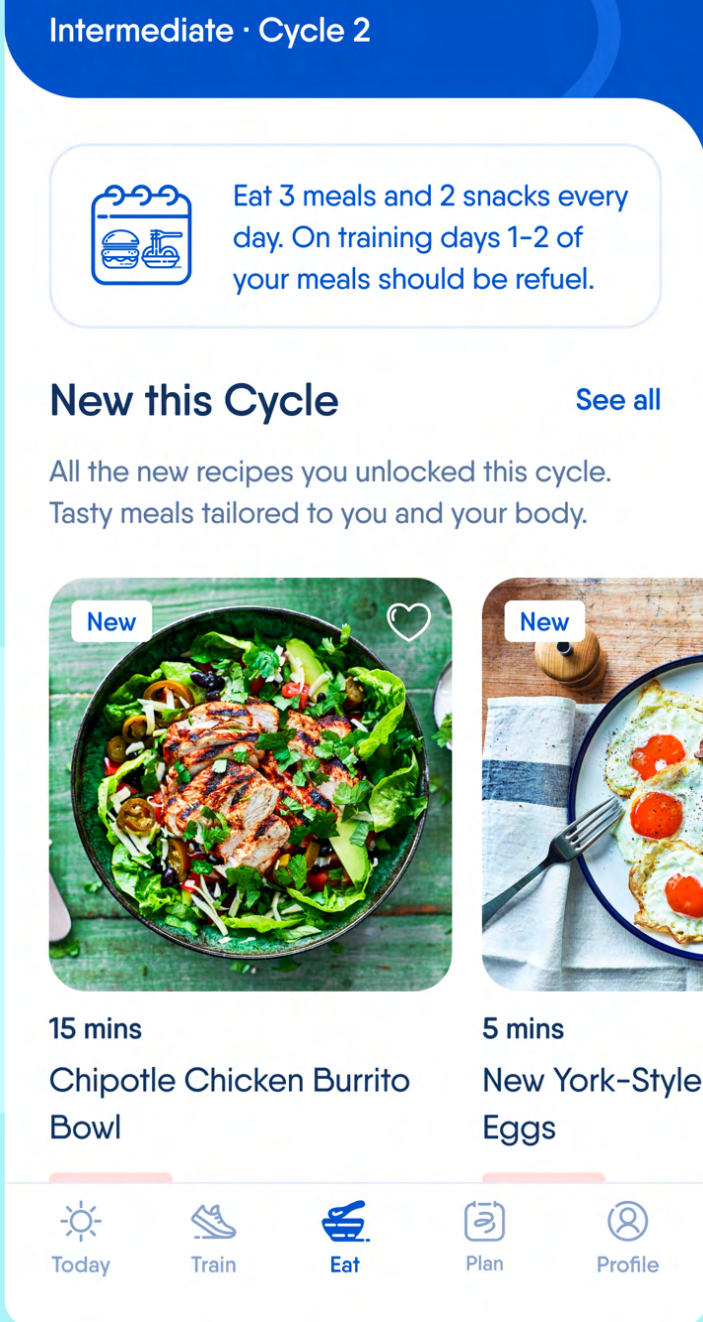 Intermediate · Cycle 2
Eat 3 meals and 2 snacks every
day. On training days 1-2 of
your meals should be refuel.
New this Cycle
See all
All the new recipes you unlocked this cycle.
Tasty meals tailored to you and your body.
New
New
15 mins
Chipotle Chicken Burrito
Bowl
5 mins
New York-Style
Eggs
Today
Train
Eat
Plan
Profile